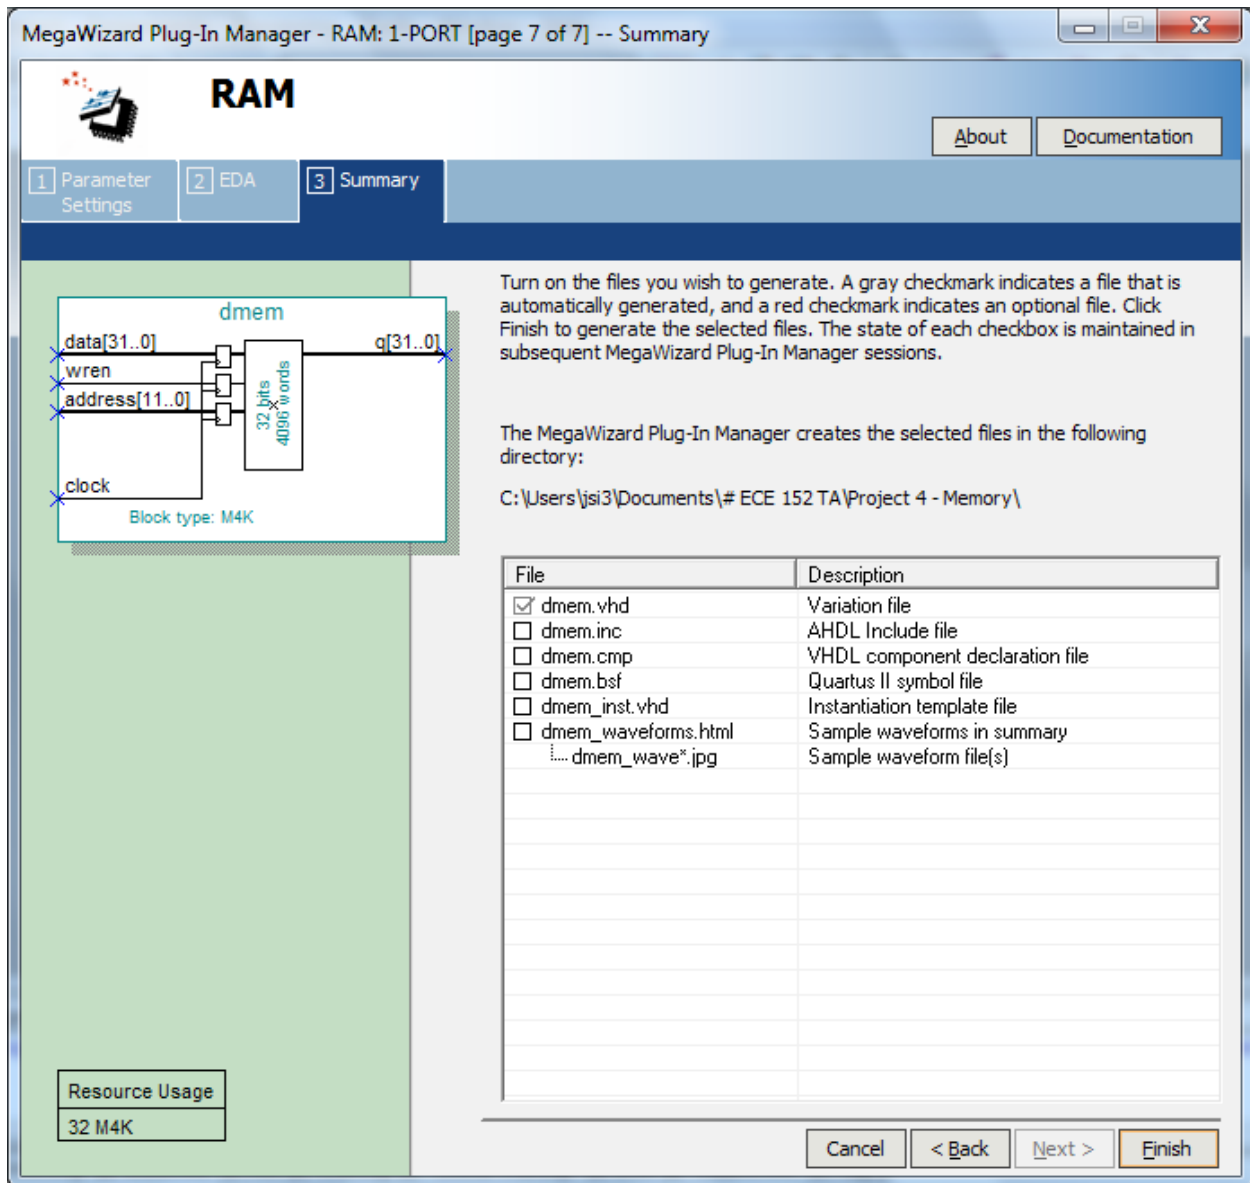 MegaWizard Plug-In Manager - RAM: 1-PORT [page 7 of 7] -- Summary
RAM
About
Documentation
1 Parameter
Settings
2 EDA
3 Summary
dmem
data[31..0]
q[31..0]
wren
address[11..0]
32 bits
4096 words
clock
Block type: M4K
Turn on the files you wish to generate. A gray checkmark indicates a file that is
automatically generated, and a red checkmark indicates an optional file. Click
Finish to generate the selected files. The state of each checkbox is maintained in
subsequent MegaWizard Plug-In Manager sessions.
The MegaWizard Plug-In Manager creates the selected files in the following
directory:
C:\Users\jsi3\Documents\# ECE 152 TA\Project 4 - Memory\
File Description
dmem.vhd Variation file
dmem.inc AHDL Include file
dmem.cmp VHDL component declaration file
dmem.bsf Quartus II symbol file
dmem_inst.vhd Instantiation template file
dmem_waveforms.html Sample waveforms in summary
dmem_wave*.jpg Sample waveform file(s)
Resource Usage
32 M4K
Cancel
< Back
Next >
Finish